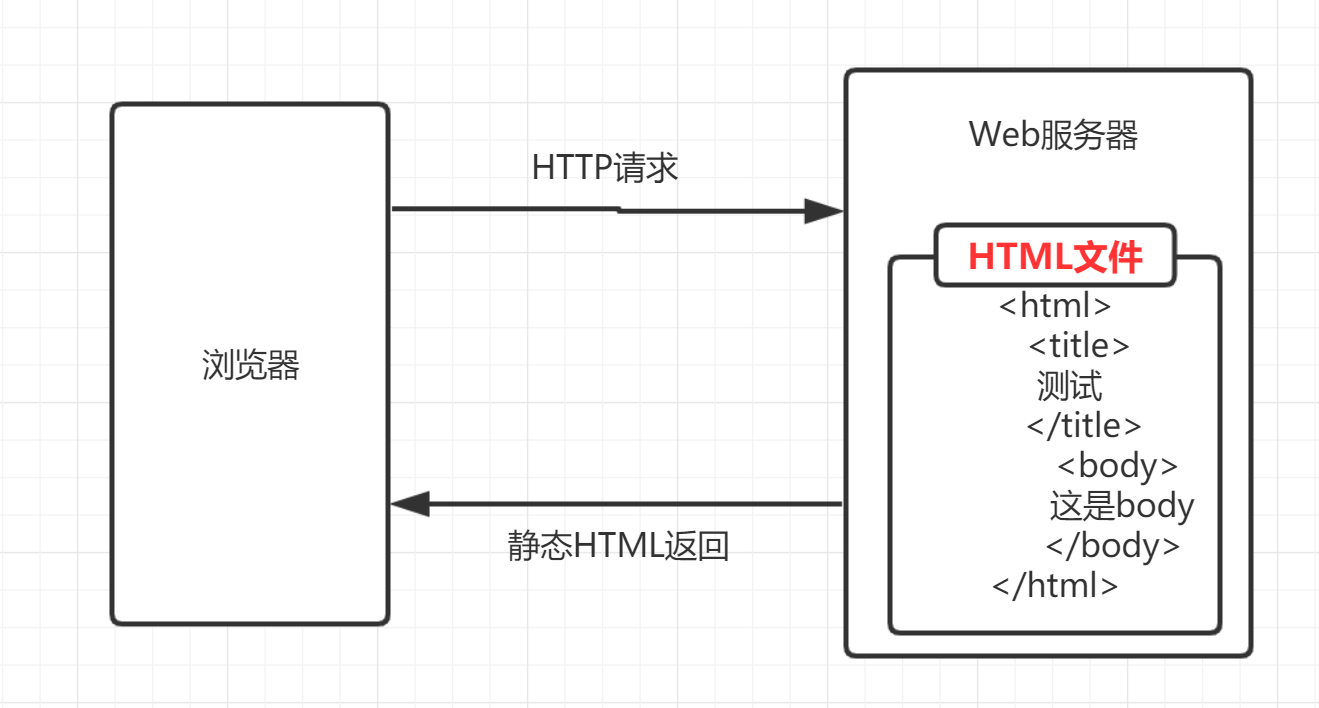 Web服务器
HTTP请求
HTML文件
<html>
<title>
测试
</title>
<body>
这是body
</body>
</html>
浏览器
静态HTML返回